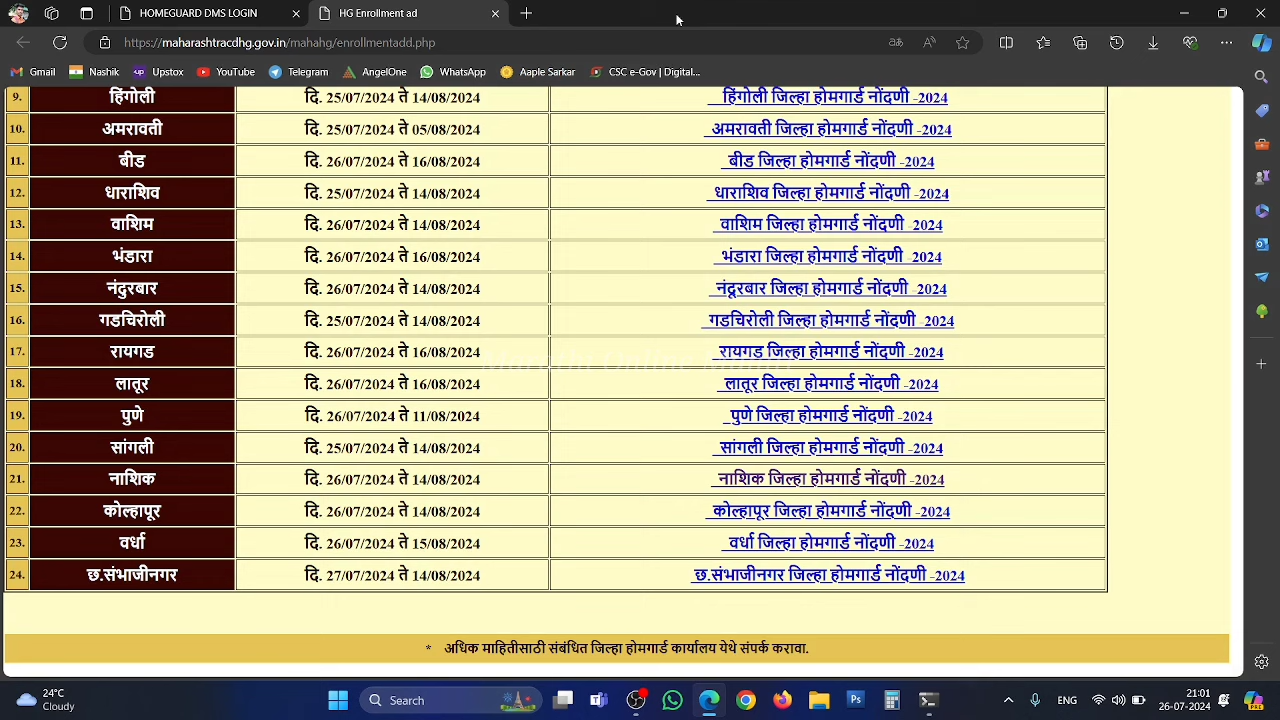 HOMEGUARD DMS LOGIN
HG Enrollment ad
https://maharashtracdhg.gov.in/mahahg/enrollmentadd.php
Gmail Nashik Upstox YouTube Telegram AngelOne WhatsApp Aaple Sarkar CSC e-Gov | Digital...
9. हिंगोली दि. 25/07/2024 ते 14/08/2024 हिंगोली जिल्हा होमगार्ड नोंदणी -2024
10. अमरावती दि. 25/07/2024 ते 05/08/2024 अमरावती जिल्हा होमगार्ड नोंदणी -2024
11. बीड दि. 26/07/2024 ते 16/08/2024 बीड जिल्हा होमगार्ड नोंदणी -2024
12. धाराशिव दि. 25/07/2024 ते 14/08/2024 धाराशिव जिल्हा होमगार्ड नोंदणी -2024
13. वाशिम दि. 26/07/2024 ते 14/08/2024 वाशिम जिल्हा होमगार्ड नोंदणी -2024
14. भंडारा दि. 26/07/2024 ते 16/08/2024 भंडारा जिल्हा होमगार्ड नोंदणी -2024
15. नंदुरबार दि. 26/07/2024 ते 14/08/2024 नंदूरबार जिल्हा होमगार्ड नोंदणी -2024
16. गडचिरोली दि. 25/07/2024 ते 14/08/2024 गडचिरोली जिल्हा होमगार्ड नोंदणी -2024
17. रायगड दि. 26/07/2024 ते 16/08/2024 रायगड जिल्हा होमगार्ड नोंदणी -2024
18. लातूर दि. 26/07/2024 ते 16/08/2024 लातूर जिल्हा होमगार्ड नोंदणी -2024
19. पुणे दि. 26/07/2024 ते 11/08/2024 पुणे जिल्हा होमगार्ड नोंदणी -2024
20. सांगली दि. 25/07/2024 ते 14/08/2024 सांगली जिल्हा होमगार्ड नोंदणी -2024
21. नाशिक दि. 26/07/2024 ते 14/08/2024 नाशिक जिल्हा होमगार्ड नोंदणी -2024
22. कोल्हापूर दि. 26/07/2024 ते 14/08/2024 कोल्हापूर जिल्हा होमगार्ड नोंदणी -2024
23. वर्धा दि. 26/07/2024 ते 15/08/2024 वर्धा जिल्हा होमगार्ड नोंदणी -2024
24. छ.संभाजीनगर दि. 27/07/2024 ते 14/08/2024 छ.संभाजीनगर जिल्हा होमगार्ड नोंदणी -2024
* अधिक माहितीसाठी संबंधित जिल्हा होमगार्ड कार्यालय येथे संपर्क करावा.
24°C
Cloudy
Search
ENG
21:01
26-07-2024